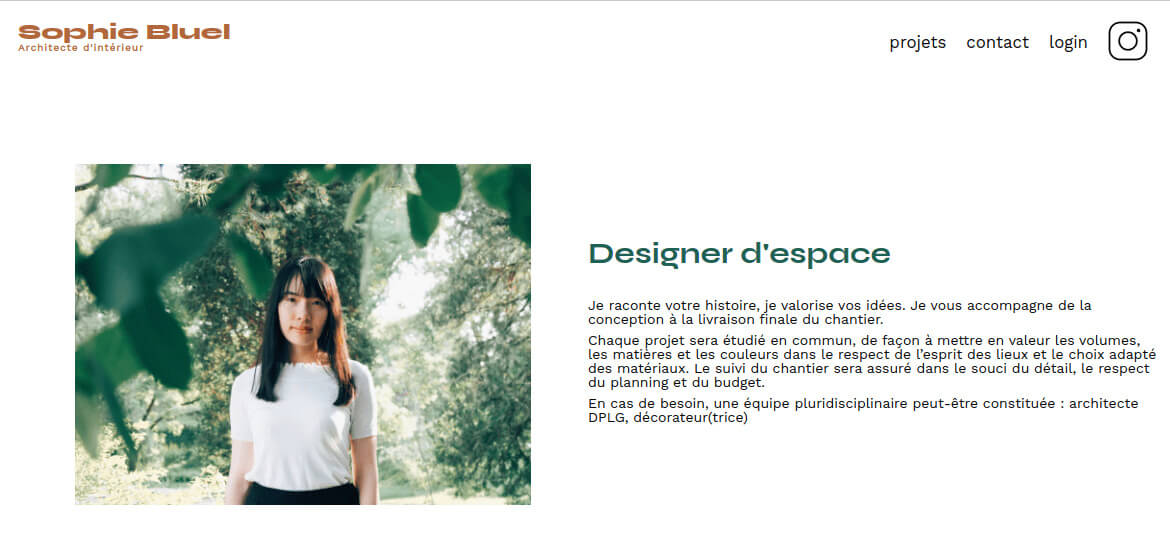 Sophie Bluel
Architecte d'intérieur
projets contact login
Designer d'espace
Je raconte votre histoire, je valorise vos idées. Je vous accompagne de la
conception à la livraison finale du chantier.
Chaque projet sera étudié en commun, de façon à mettre en valeur les volumes,
les matières et les couleurs dans le respect de l’esprit des lieux et le choix adapté
des matériaux. Le suivi du chantier sera assuré dans le souci du détail, le respect
du planning et du budget.
En cas de besoin, une équipe pluridisciplinaire peut-être constituée : architecte
DPLG, décorateur(trice)